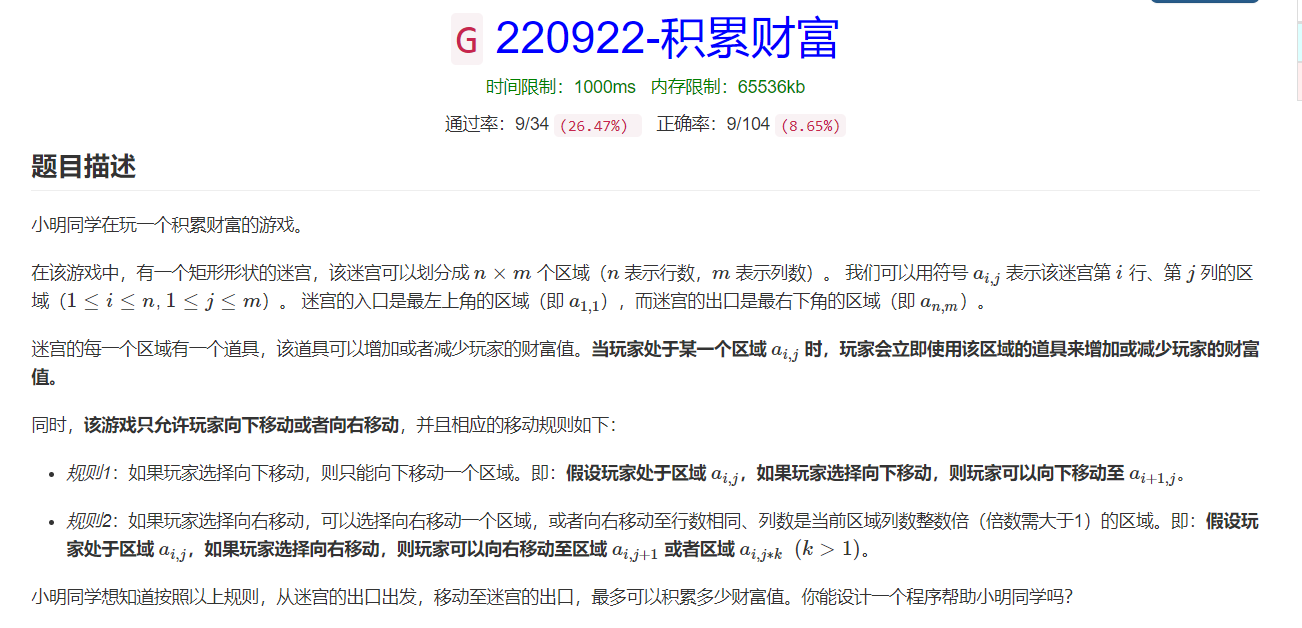 G 220922-积累财富
时间限制：1000ms 内存限制：65536kb
通过率：9/34 (26.47%) 正确率：9/104 (8.65%)
题目描述
小明同学在玩一个积累财富的游戏。
在该游戏中，有一个矩形形状的迷宫，该迷宫可以划分成 n × m 个区域（n 表示行数，m 表示列数）。 我们可以用符号 a_{i,j} 表示该迷宫第 i 行、第 j 列的区
域（1 ≤ i ≤ n, 1 ≤ j ≤ m）。 迷宫的入口是最左上角的区域（即 a_{1,1}），而迷宫的出口是最右下角的区域（即 a_{n,m}）。
迷宫的每一个区域有一个道具，该道具可以增加或者减少玩家的财富值。当玩家处于某一个区域 a_{i,j} 时，玩家会立即使用该区域的道具来增加或减少玩家的财富
值。
同时，该游戏只允许玩家向下移动或者向右移动，并且相应的移动规则如下：
• 规则1：如果玩家选择向下移动，则只能向下移动一个区域。即：假设玩家处于区域 a_{i,j}，如果玩家选择向下移动，则玩家可以向下移动至 a_{i+1,j}。
• 规则2：如果玩家选择向右移动，可以选择向右移动一个区域，或者向右移动至行数相同、列数是当前区域列数整数倍（倍数需大于1）的区域。即：假设玩
家处于区域 a_{i,j}，如果玩家选择向右移动，则玩家可以向右移动至区域 a_{i,j+1} 或者区域 a_{i,j*k}（k > 1）。
小明同学想知道按照以上规则，从迷宫的出口出发，移动至迷宫的出口，最多可以积累多少财富值。你能设计一个程序帮助小明同学吗？